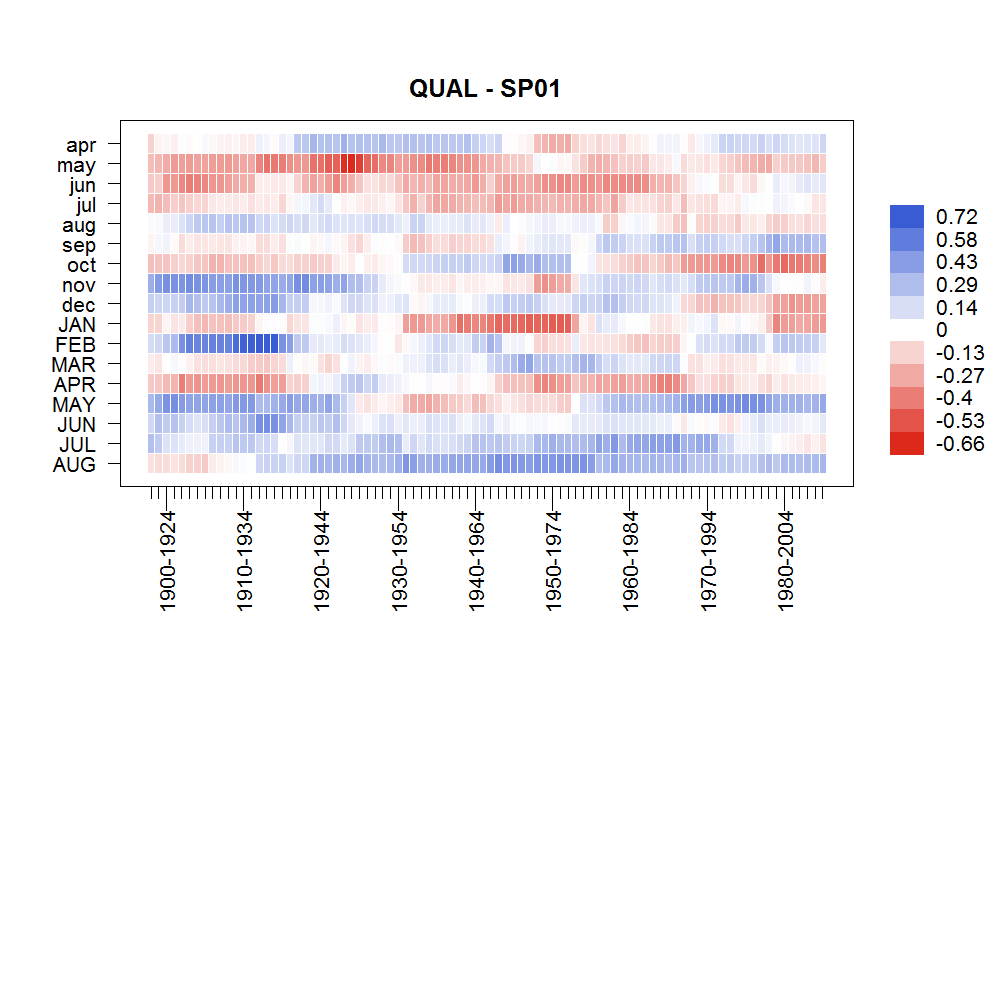 QUAL - SP01
apr
may
jun
jul
aug
sep
oct
nov
dec
JAN
FEB
MAR
APR
MAY
JUN
JUL
AUG
0.72
0.58
0.43
0.29
0.14
0
-0.13
-0.27
-0.4
-0.53
-0.66
1900-1924
1910-1934
1920-1944
1930-1954
1940-1964
1950-1974
1960-1984
1970-1994
1980-2004